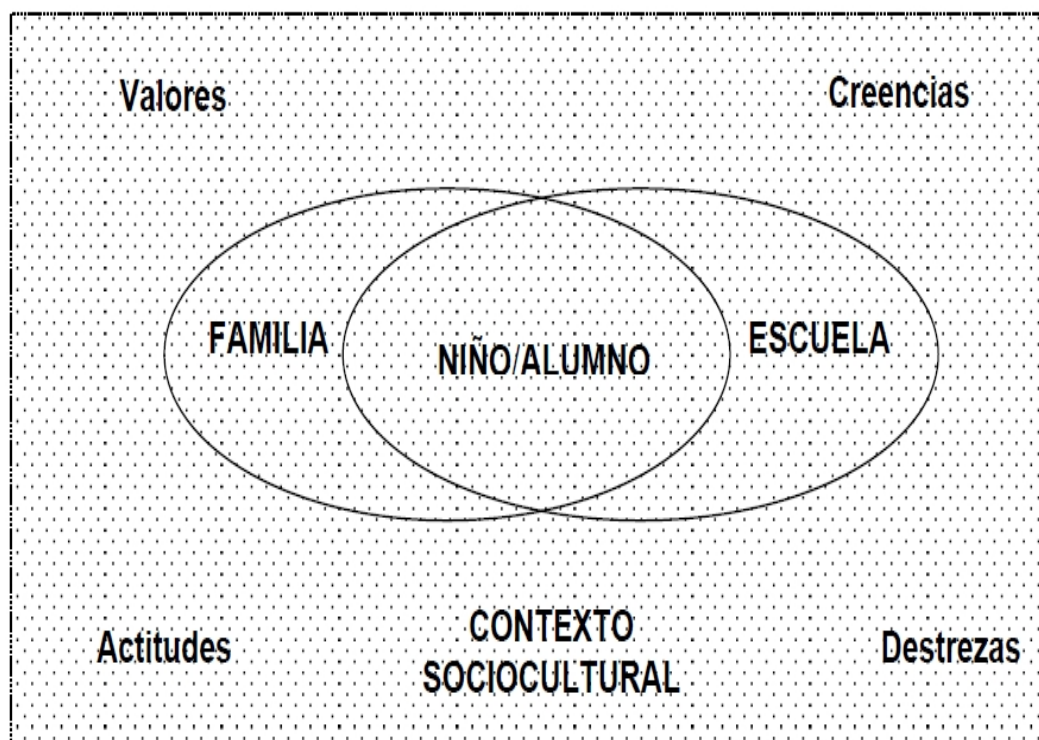 Valores
Creencias
FAMILIA
NIÑO/ALUMNO
ESCUELA
Actitudes
CONTEXTO
SOCIOCULTURAL
Destrezas